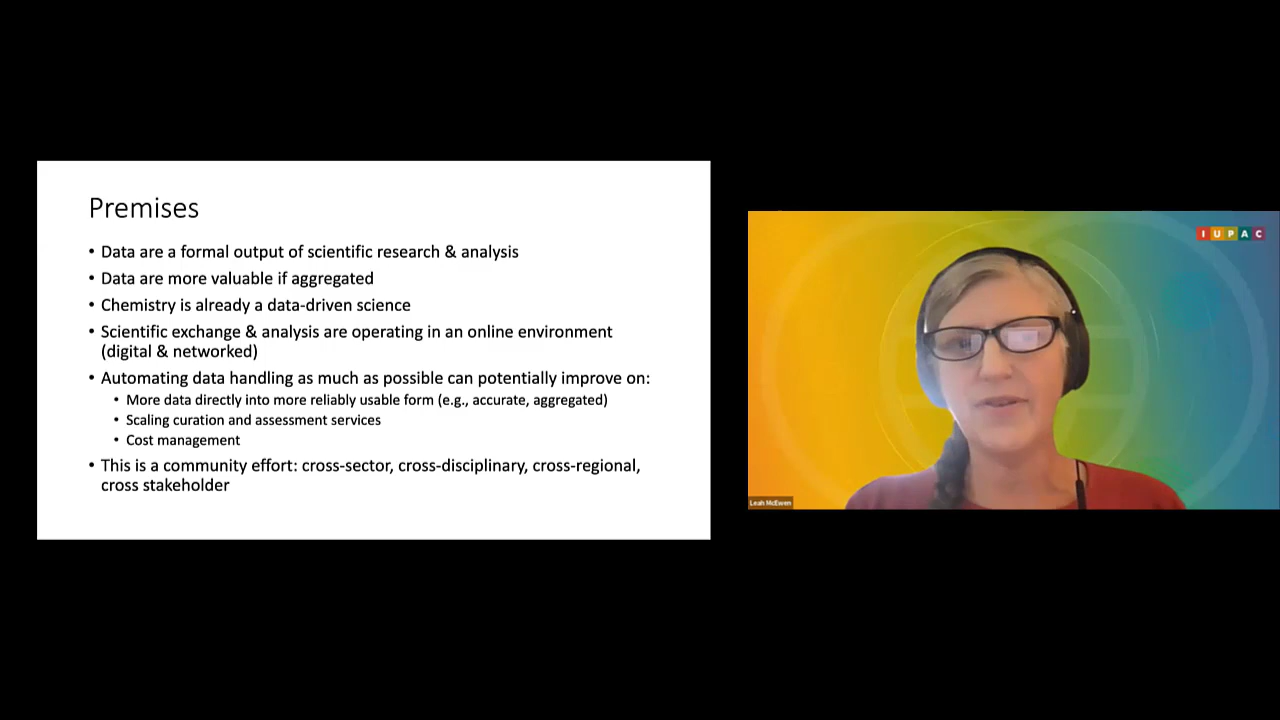 Premises
• Data are a formal output of scientific research & analysis
• Data are more valuable if aggregated
• Chemistry is already a data-driven science
• Scientific exchange & analysis are operating in an online environment
(digital & networked)
• Automating data handling as much as possible can potentially improve on:
• More data directly into more reliably usable form (e.g., accurate, aggregated)
• Scaling curation and assessment services
• Cost management
• This is a community effort: cross-sector, cross-disciplinary, cross-regional,
cross stakeholder
IUPAC
Leah McEwen